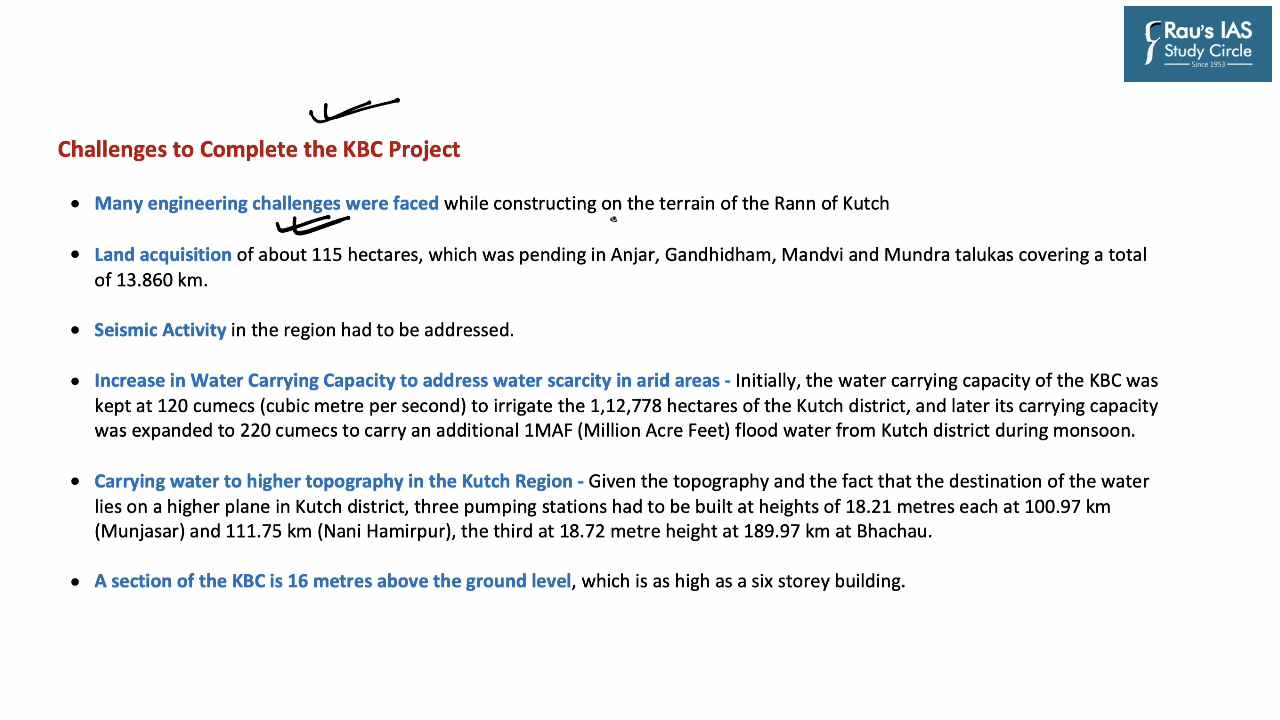 Rau's IAS
Study Circle
Since 1953
Challenges to Complete the KBC Project
• Many engineering challenges were faced while constructing on the terrain of the Rann of Kutch
• Land acquisition of about 115 hectares, which was pending in Anjar, Gandhidham, Mandvi and Mundra talukas covering a total
of 13.860 km.
• Seismic Activity in the region had to be addressed.
• Increase in Water Carrying Capacity to address water scarcity in arid areas - Initially, the water carrying capacity of the KBC was
kept at 120 cumecs (cubic metre per second) to irrigate the 1,12,778 hectares of the Kutch district, and later its carrying capacity
was expanded to 220 cumecs to carry an additional 1MAF (Million Acre Feet) flood water from Kutch district during monsoon.
• Carrying water to higher topography in the Kutch Region - Given the topography and the fact that the destination of the water
lies on a higher plane in Kutch district, three pumping stations had to be built at heights of 18.21 metres each at 100.97 km
(Munjasar) and 111.75 km (Nani Hamirpur), the third at 18.72 metre height at 189.97 km at Bhachau.
• A section of the KBC is 16 metres above the ground level, which is as high as a six storey building.